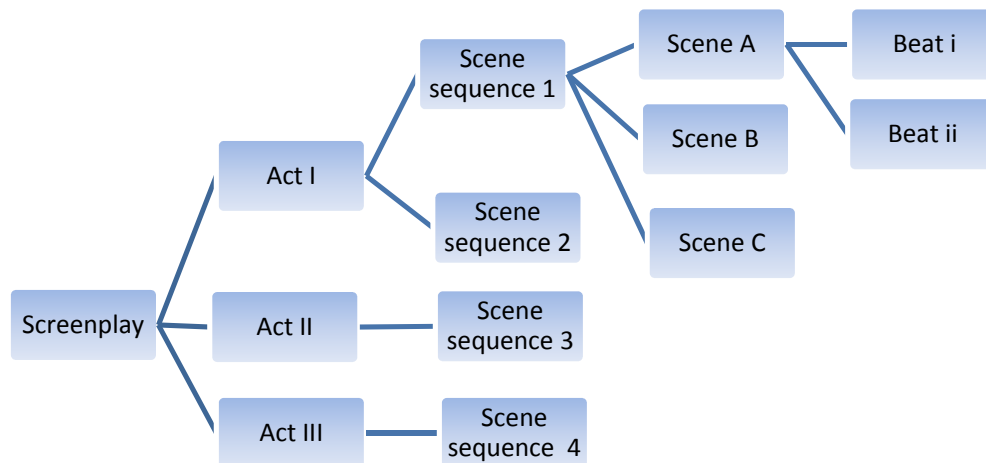 Screenplay
Act I
Act II
Act III
Scene
sequence 1
Scene
sequence 2
Scene
sequence 3
Scene
sequence 4
Scene A
Scene B
Scene C
Beat i
Beat ii